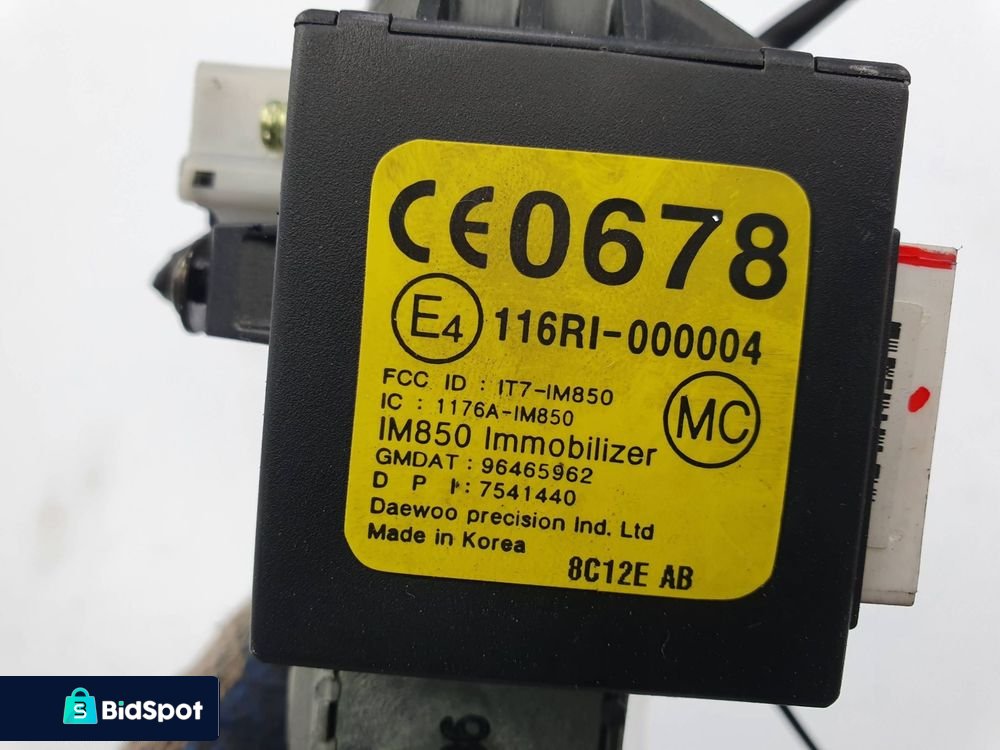 CE0678
E4 116RI-000004
FCC ID : IT7-IM850
IC : 1176A-IM850
MC
IM850 Immobilizer
GMDAT : 96465962
D P I : 7541440
Daewoo precision Ind. Ltd
Made in Korea
8C12E AB
S BidSpot